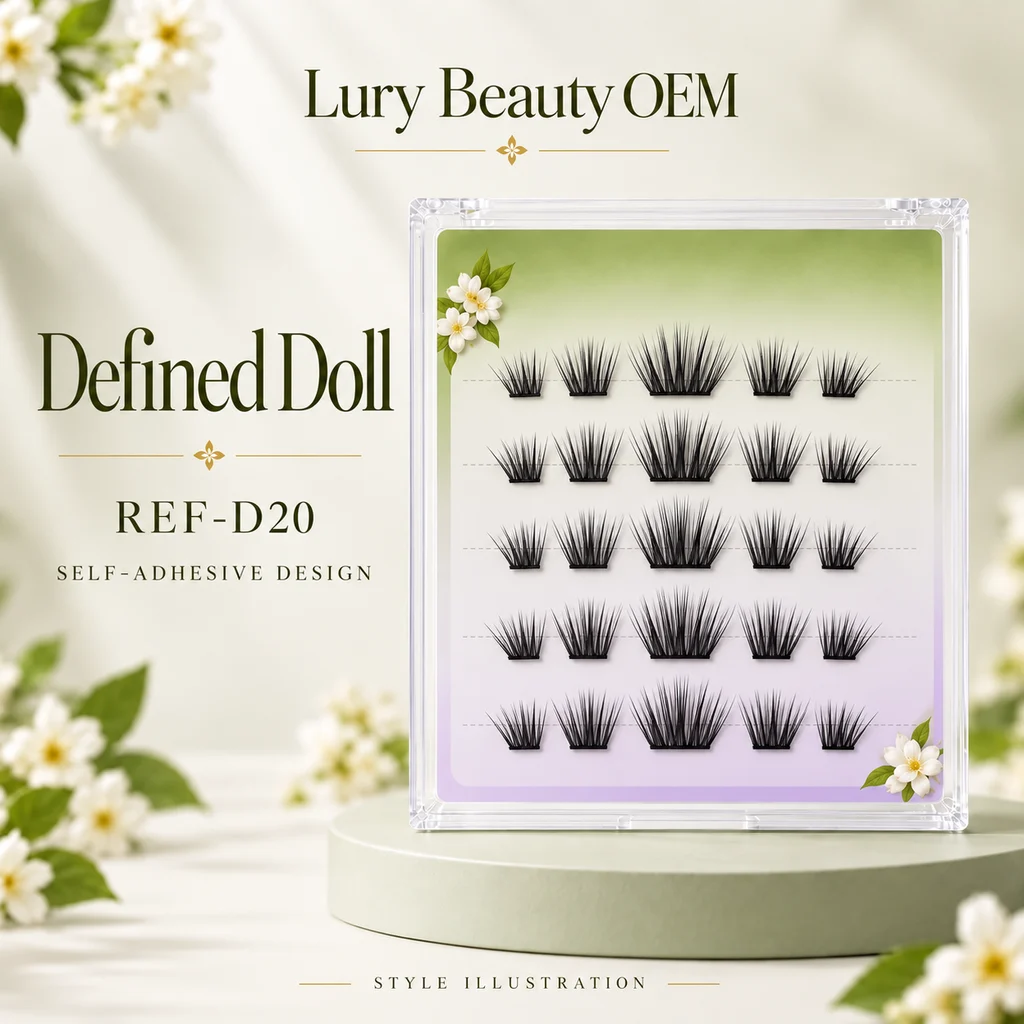 Lury Beauty OEM
Defined Doll
REF-D20
SELF-ADHESIVE DESIGN
STYLE ILLUSTRATION